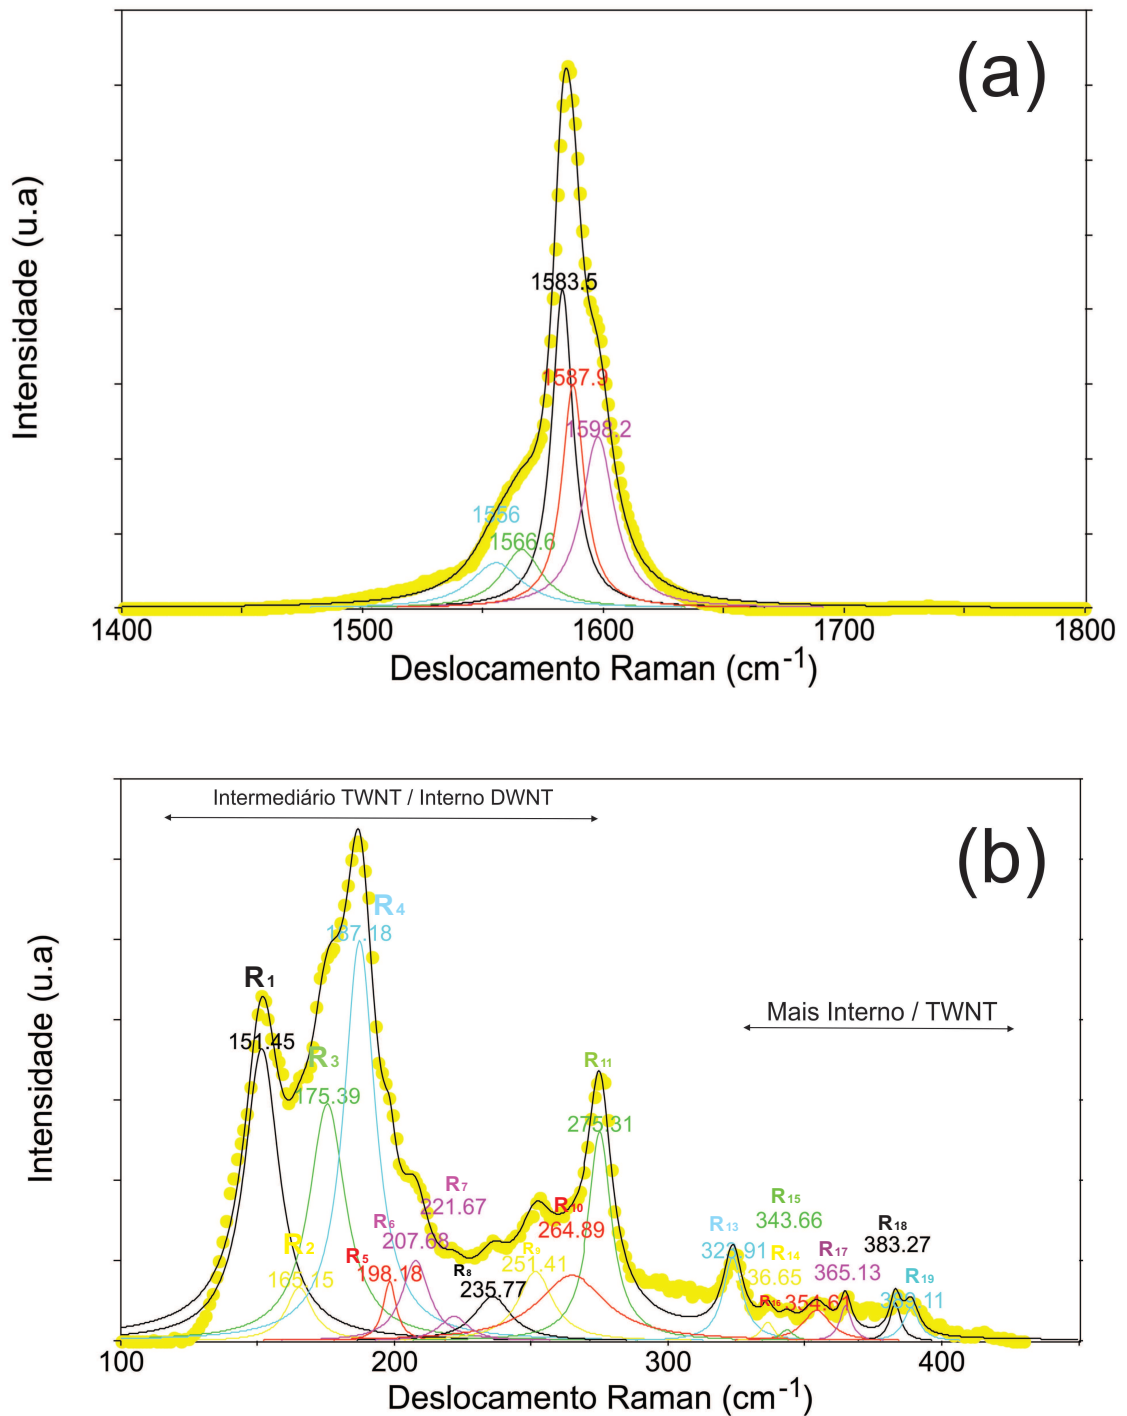 (a)
Intensidade (u.a)
1583.5
1587.9
1598.2
1556
1566.6
1400 1500 1600 1700 1800
Deslocamento Raman (cm-1)
Intermediário TWNT / Interno DWNT
(b)
Intensidade (u.a)
R4
187.18
R1
151.45
Mais Interno / TWNT
R3
175.39
R11
275.31
R7
221.67
R6
207.68
R10
264.89
R15
343.66
R13
R18
383.27
R2
165.15
R5
198.18
R8
235.77
R9
251.41
R14
36.65
R17
365.13
R16
R19
100 200 300 400
Deslocamento Raman (cm-1)